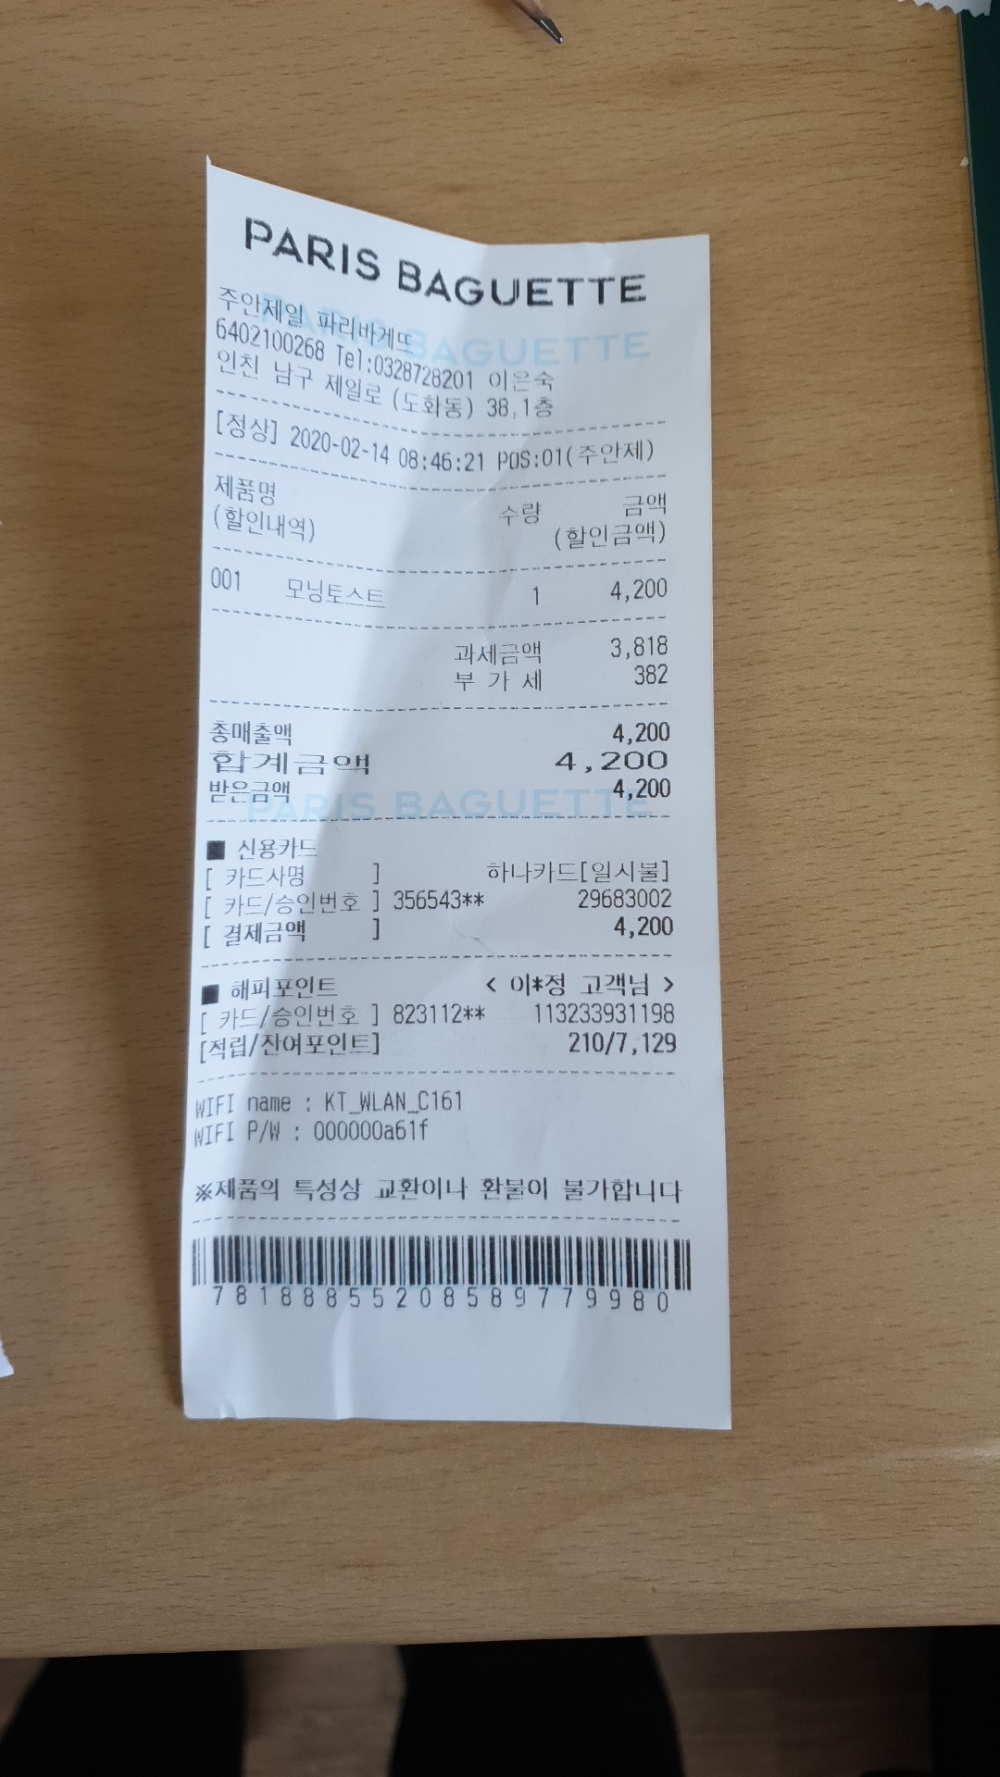 PARIS BAGUETTE
주안제일 파리바게뜨
6402100268 Tel:0328728201 이은숙
인친 남구 제일로 (도화동) 38,1층
[정상] 2020-02-14 08:46:21 POS:01(주안제)
제품명 수량 금액
(할인내역) (할인금액)
001 모닝토스트 1 4,200
과세금액 3,818
부 가 세 382
총매출액 4,200
합계금액 4,200
받은금액 4,200
■ 신용카드
[ 카드사명 ] 하나카드[일시불]
[ 카드/승인번호 ] 356543** 29683002
[ 결제금액 ] 4,200
■ 해피포인트 < 이*정 고객님 >
[ 카드/승인번호 ] 823112** 113233931198
[적립/잔여포인트] 210/7,129
WIFI name : KT_WLAN_C161
WIFI P/W : 000000a61f
※제품의 특성상 교환이나 환불이 불가합니다
7818885520858977998​0